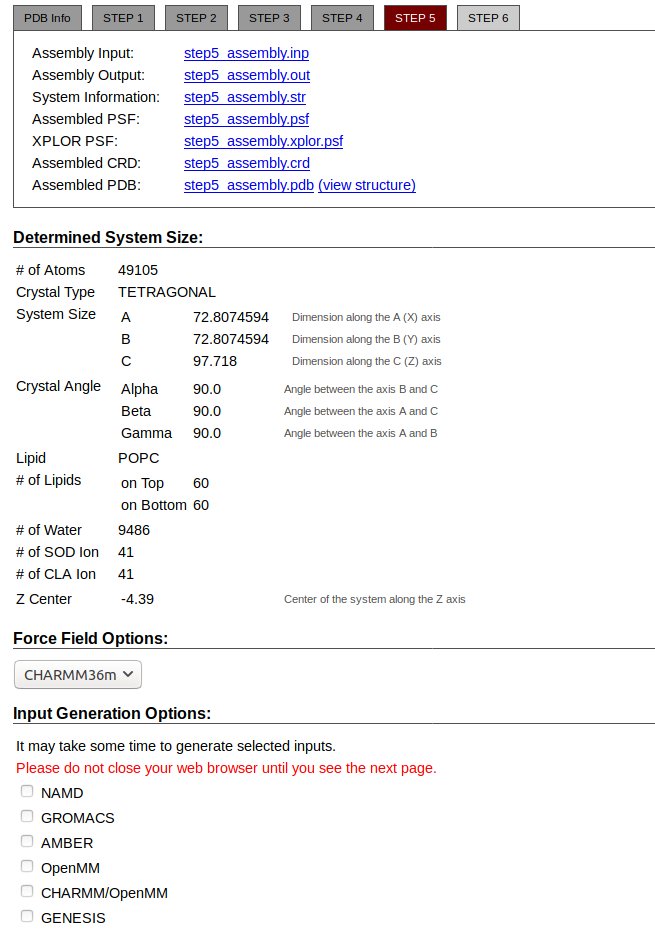 PDB Info STEP 1 STEP 2 STEP 3 STEP 4 STEP 5 STEP 6
Assembly Input: step5_assembly.inp
Assembly Output: step5_assembly.out
System Information: step5_assembly.str
Assembled PSF: step5_assembly.psf
XPLOR PSF: step5_assembly.xplor.psf
Assembled CRD: step5_assembly.crd
Assembled PDB: step5_assembly.pdb (view structure)
Determined System Size:
# of Atoms 49105
Crystal Type TETRAGONAL
System Size A 72.8074594 Dimension along the A (X) axis
B 72.8074594 Dimension along the B (Y) axis
C 97.718 Dimension along the C (Z) axis
Crystal Angle Alpha 90.0 Angle between the axis B and C
Beta 90.0 Angle between the axis A and C
Gamma 90.0 Angle between the axis A and B
Lipid POPC
# of Lipids on Top 60
on Bottom 60
# of Water 9486
# of SOD Ion 41
# of CLA Ion 41
Z Center -4.39 Center of the system along the Z axis
Force Field Options:
CHARMM36m
Input Generation Options:
It may take some time to generate selected inputs.
Please do not close your web browser until you see the next page.
NAMD
GROMACS
AMBER
OpenMM
CHARMM/OpenMM
GENESIS